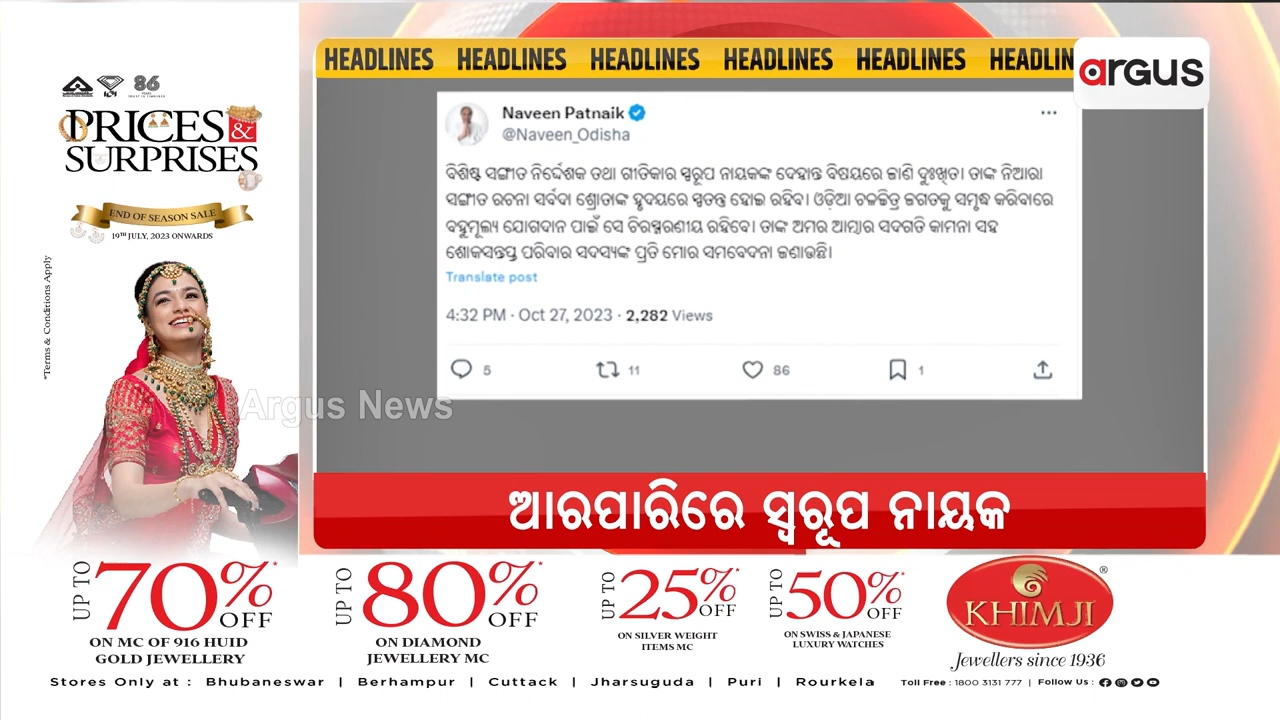 HEADLINES HEADLINES HEADLINES HEADLINES HEADLINES HEADLIN
argus
86
PRICES &
SURPRISES
END OF SEASON SALE
19TH JULY, 2023 ONWARDS
*Terms & Conditions Apply
Naveen Patnaik
@Naveen_Odisha
ବିଶିଷ୍ଟ ସଙ୍ଗୀତ ନିର୍ଦ୍ଦେଶକ ତଥା ଗୀତିକାର ସ୍ୱରୂପ ନାୟକଙ୍କ ଦେହାନ୍ତ ବିଷୟରେ ଜାଣି ଦୁଃଖିତ। ତାଙ୍କ ନିଆରା
ସଙ୍ଗୀତ ରଚନା ସର୍ବଦା ଶ୍ରୋତାଙ୍କ ହୃଦୟରେ ସ୍ୱତନ୍ତ୍ର ହୋଇ ରହିବ। ଓଡ଼ିଆ ଚଳଚ୍ଚିତ୍ର ଜଗତକୁ ସମୃଦ୍ଧ କରିବାରେ
ବହୁମୂଲ୍ୟ ଯୋଗଦାନ ପାଇଁ ସେ ଚିରସ୍ମରଣୀୟ ରହିବେ। ତାଙ୍କ ଅମର ଆତ୍ମାର ସଦଗତି କାମନା ସହ
ଶୋକସନ୍ତପ୍ତ ପରିବାର ସଦସ୍ୟଙ୍କ ପ୍ରତି ମୋର ସମବେଦନା ଜଣାଉଛି।
Translate post
4:32 PM · Oct 27, 2023 · 2,282 Views
5 11 86 1
Argus News
ଆରପାରିରେ ସ୍ୱରୂପ ନାୟକ
UP TO 70%* OFF
ON MC OF 916 HUID
GOLD JEWELLERY
UP TO 80%* OFF
ON DIAMOND
JEWELLERY MC
UP TO 25%* OFF
ON SILVER WEIGHT
ITEMS MC
UP TO 50%* OFF
ON SWISS & JAPANESE
LUXURY WATCHES
KHIMJI ®
Jewellers since 1936
Stores Only at : Bhubaneswar | Berhampur | Cuttack | Jharsuguda | Puri | Rourkela
Toll Free : 1800 3131 777 | Follow Us :